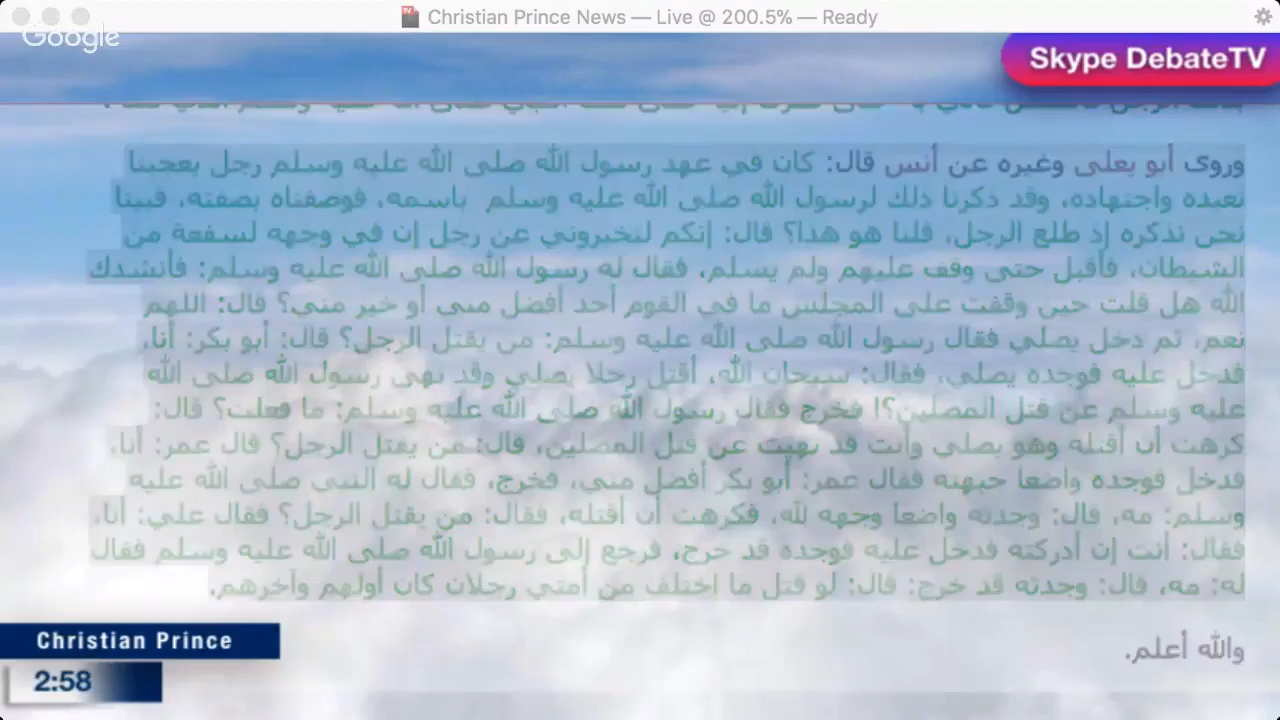 Christian Prince News — Live @ 200.5% — Ready
Google
Skype DebateTV
وروى أبو يعلى وغيره عن أنس قال: كان في عهد رسول الله صلى الله عليه وسلم رجل يعجبنا
تعبده واجتهاده، وقد ذكرنا ذلك لرسول الله صلى الله عليه وسلم باسمه، فوصفناه بصفته، فبينا
نحن نذكره إذ طلع الرجل، قلنا هو هذا؟ قال: إنكم لتخبروني عن رجل إن في وجهه لسفعة من
الشيطان، فأقبل حتى وقف عليهم ولم يسلم، فقال له رسول الله صلى الله عليه وسلم: فأنشدك
الله هل قلت حين وقفت على المجلس ما في القوم أحد أفضل مني أو خير مني؟ قال: اللهم
نعم، ثم دخل يصلي فقال رسول الله صلى الله عليه وسلم: من يقتل الرجل؟ قال: أبو بكر: أنا،
فدخل عليه فوجده يصلي، فقال: سبحان الله، أقتل رجلا يصلي وقد نهى رسول الله صلى الله
عليه وسلم عن قتل المصلين؟! فخرج فقال رسول الله صلى الله عليه وسلم: ما فعلت؟ قال:
كرهت أن أقتله وهو يصلي وأنت قد نهيت عن قتل المصلين، قال: من يقتل الرجل؟ قال عمر: أنا،
فدخل فوجده واضعا جبهته فقال عمر: أبو بكر أفضل مني، فخرج، فقال له النبي صلى الله عليه
وسلم: مه، قال: وجدته واضعا وجهه لله، فكرهت أن أقتله، فقال: من يقتل الرجل؟ فقال علي: أنا،
فقال: أنت إن أدركته فدخل عليه فوجده قد خرج، فرجع إلى رسول الله صلى الله عليه وسلم فقال
له: مه، قال: وجدته قد خرج: قال: لو قتل ما اختلف من أمتي رجلان كان أولهم وآخرهم.
والله أعلم.
Christian Prince
2:58